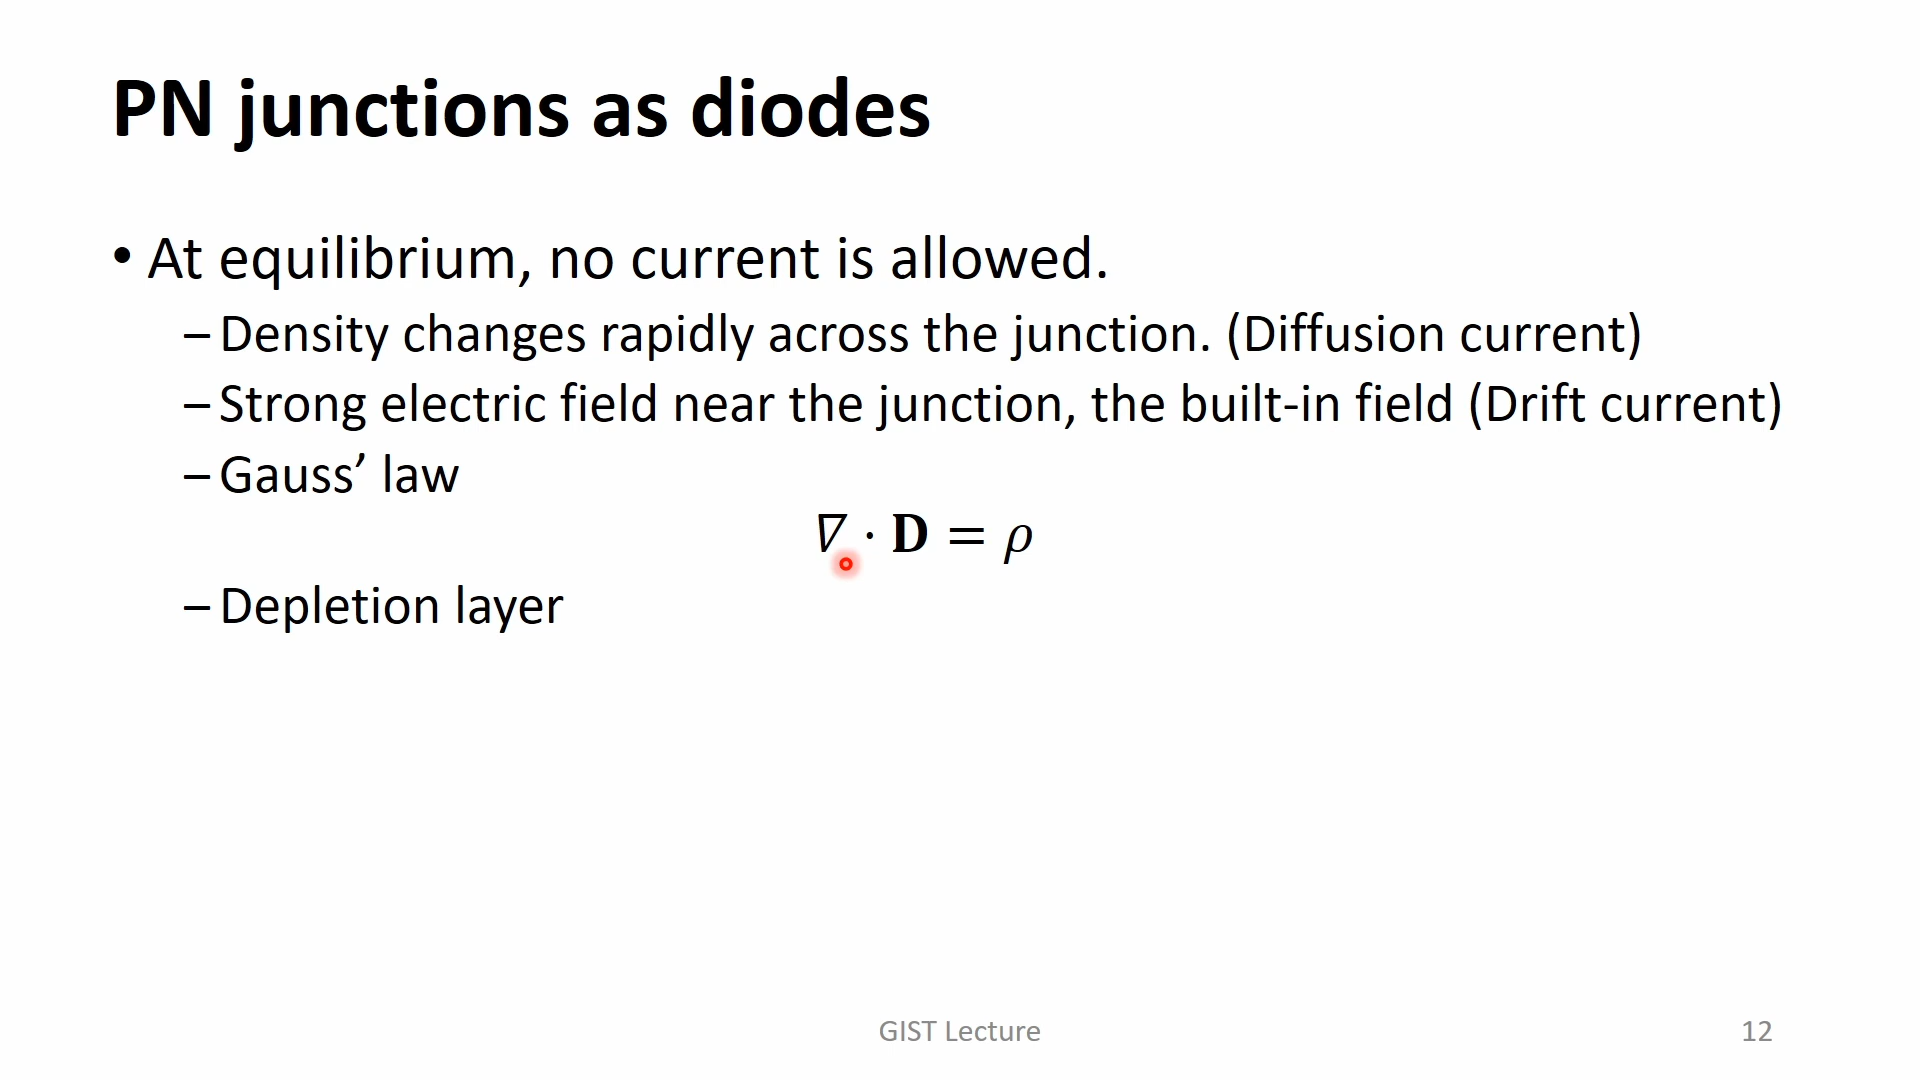 PN junctions as diodes
• At equilibrium, no current is allowed.
– Density changes rapidly across the junction. (Diffusion current)
– Strong electric field near the junction, the built-in field (Drift current)
– Gauss’ law
∇ · D = ρ
– Depletion layer
GIST Lecture
12